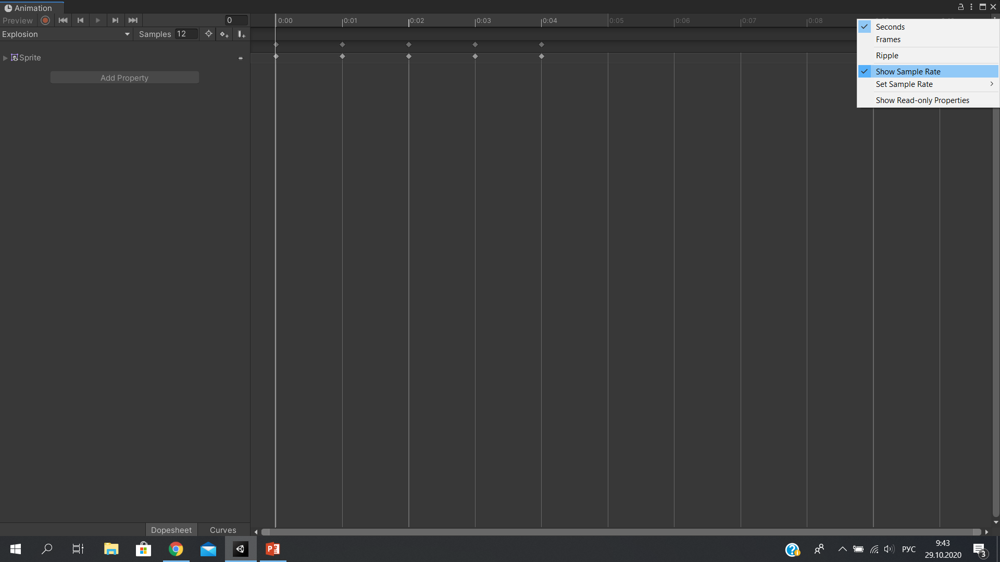 Animation
Preview
0
0:00 0:01 0:02 0:03 0:04 0:05 0:06 0:07 0:08
Explosion
Samples 12
Sprite
Add Property
Seconds
Frames
Ripple
Show Sample Rate
Set Sample Rate
Show Read-only Properties
Dopesheet Curves
РУС
9:43
29.10.2020
3